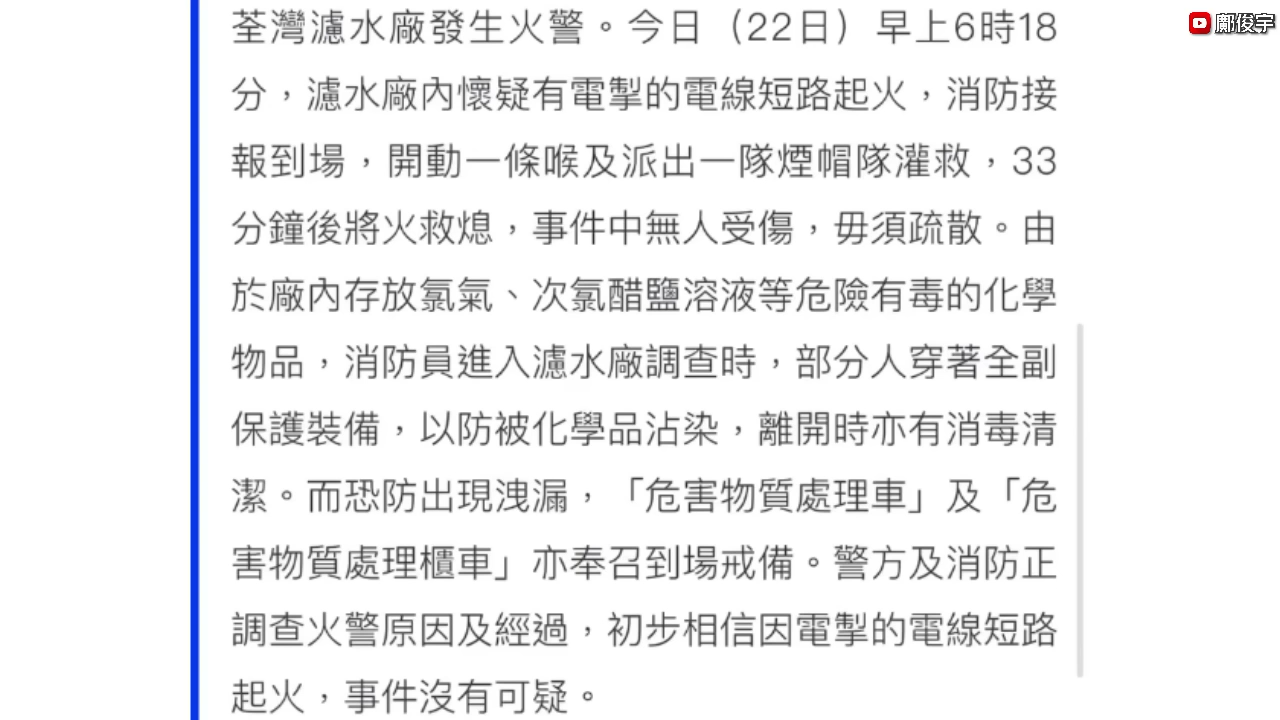 鄺俊宇
荃灣濾水廠發生火警。今日（22日）早上6時18
分，濾水廠內懷疑有電掣的電線短路起火，消防接
報到場，開動一條喉及派出一隊煙帽隊灌救，33
分鐘後將火救熄，事件中無人受傷，毋須疏散。由
於廠內存放氯氣、次氯醋鹽溶液等危險有毒的化學
物品，消防員進入濾水廠調查時，部分人穿著全副
保護裝備，以防被化學品沾染，離開時亦有消毒清
潔。而恐防出現洩漏，「危害物質處理車」及「危
害物質處理櫃車」亦奉召到場戒備。警方及消防正
調查火警原因及經過，初步相信因電掣的電線短路
起火，事件沒有可疑。